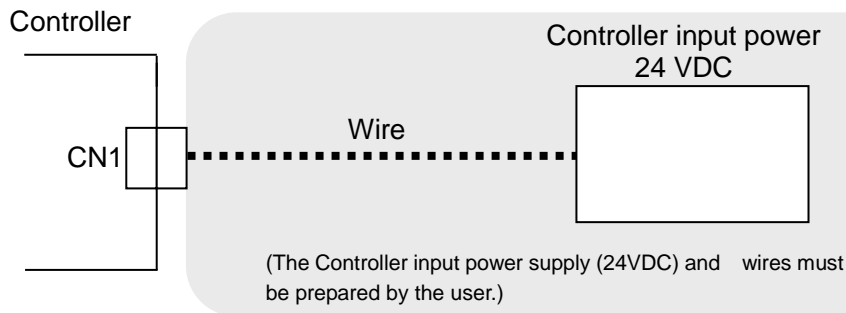 Controller
Controller input power
24 VDC
Wire
CN1
(The Controller input power supply (24VDC) and wires must
be prepared by the user.)